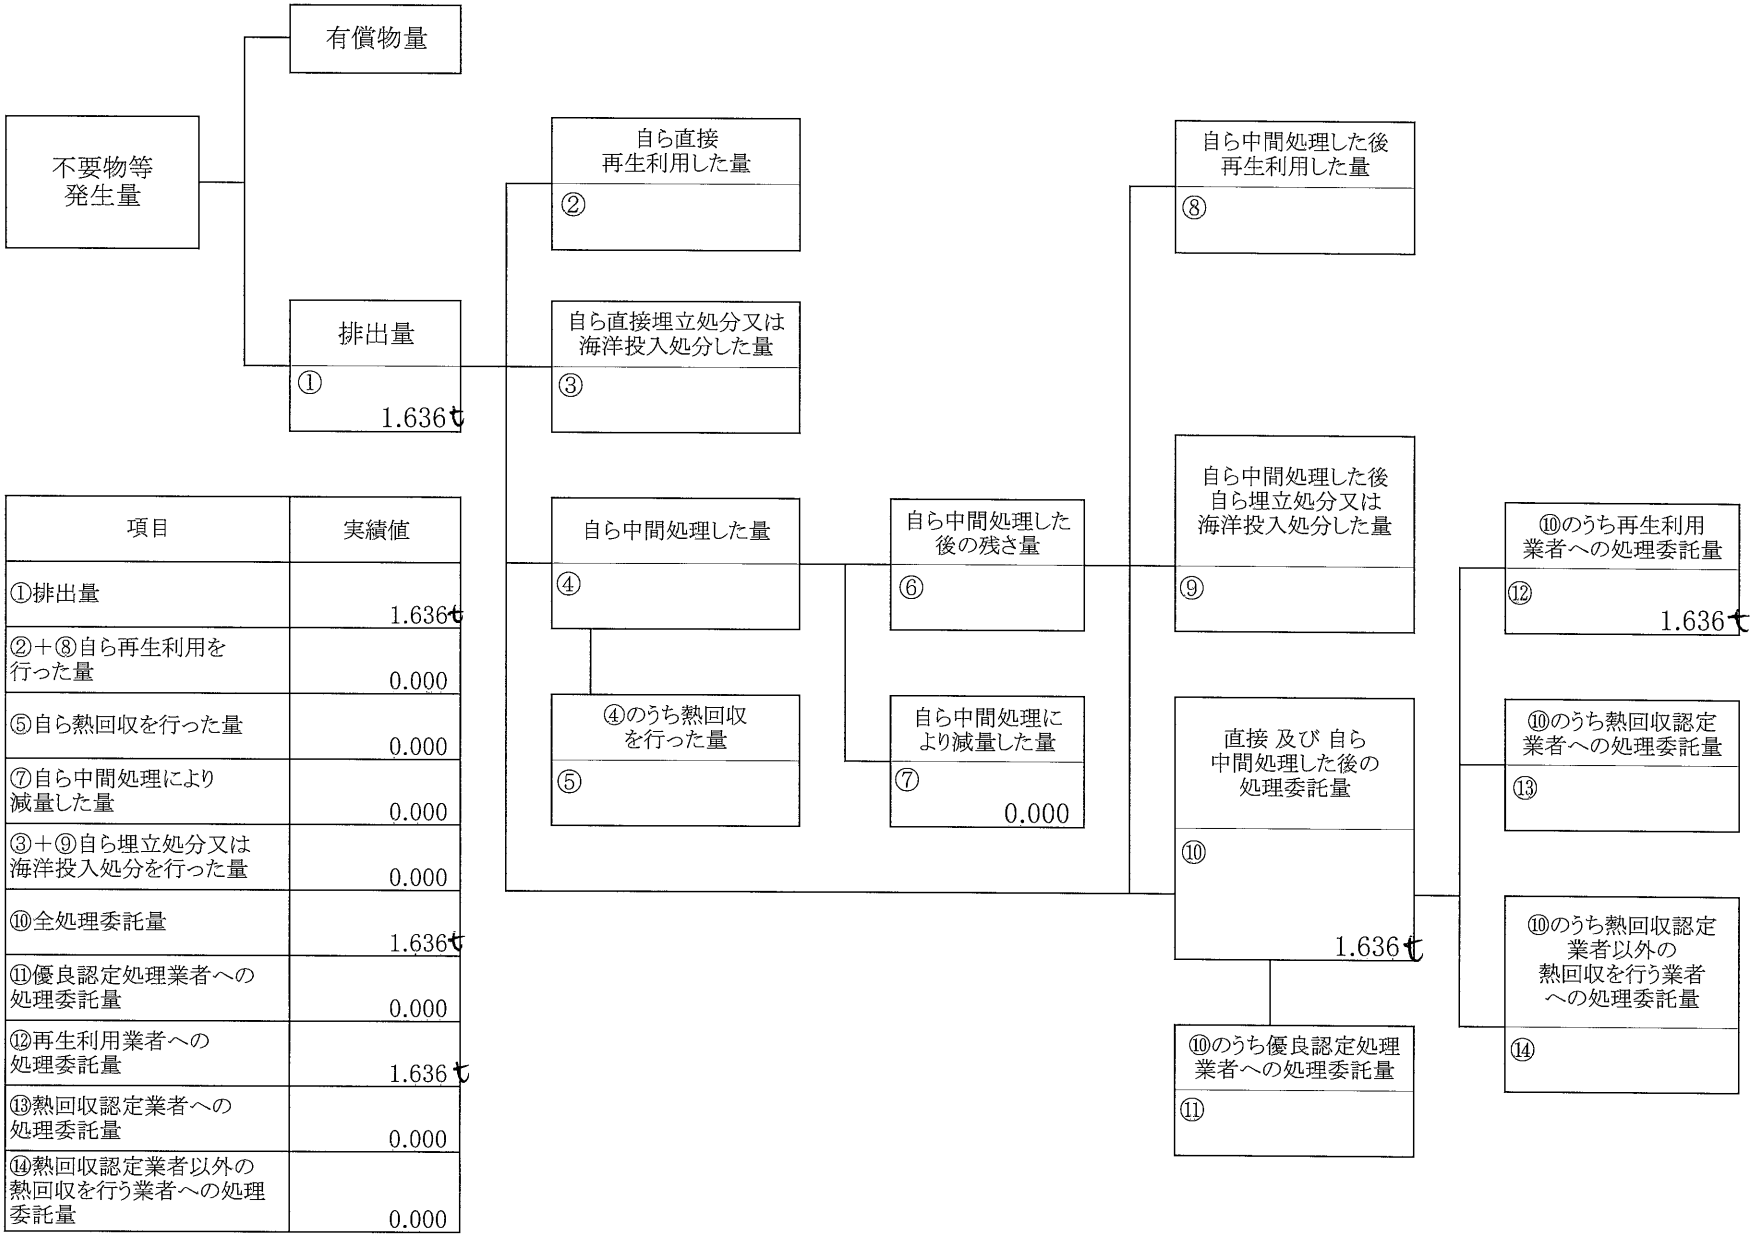 有償物量
不要物等
発生量
排出量
①
1.636t
自ら直接
再生利用した量
②
自ら直接埋立処分又は
海洋投入処分した量
③
自ら中間処理した量
④
④のうち熱回収
を行った量
⑤
自ら中間処理した
後の残さ量
⑥
自ら中間処理に
より減量した量
⑦
0.000
自ら中間処理した後
再生利用した量
⑧
自ら中間処理した後
自ら埋立処分又は
海洋投入処分した量
⑨
直接 及び 自ら
中間処理した後の
処理委託量
⑩
1.636t
⑩のうち優良認定処理
業者への処理委託量
⑪
⑩のうち再生利用
業者への処理委託量
⑫
1.636t
⑩のうち熱回収認定
業者への処理委託量
⑬
⑩のうち熱回収認定
業者以外の
熱回収を行う業者
への処理委託量
⑭
項目 実績値
①排出量
1.636t
②+⑧自ら再生利用を
行った量
0.000
⑤自ら熱回収を行った量
0.000
⑦自ら中間処理により
減量した量
0.000
③+⑨自ら埋立処分又は
海洋投入処分を行った量
0.000
⑩全処理委託量
1.636t
⑪優良認定処理業者への
処理委託量
0.000
⑫再生利用業者への
処理委託量
1.636t
⑬熱回収認定業者への
処理委託量
0.000
⑭熱回収認定業者以外の
熱回収を行う業者への処理
委託量
0.000